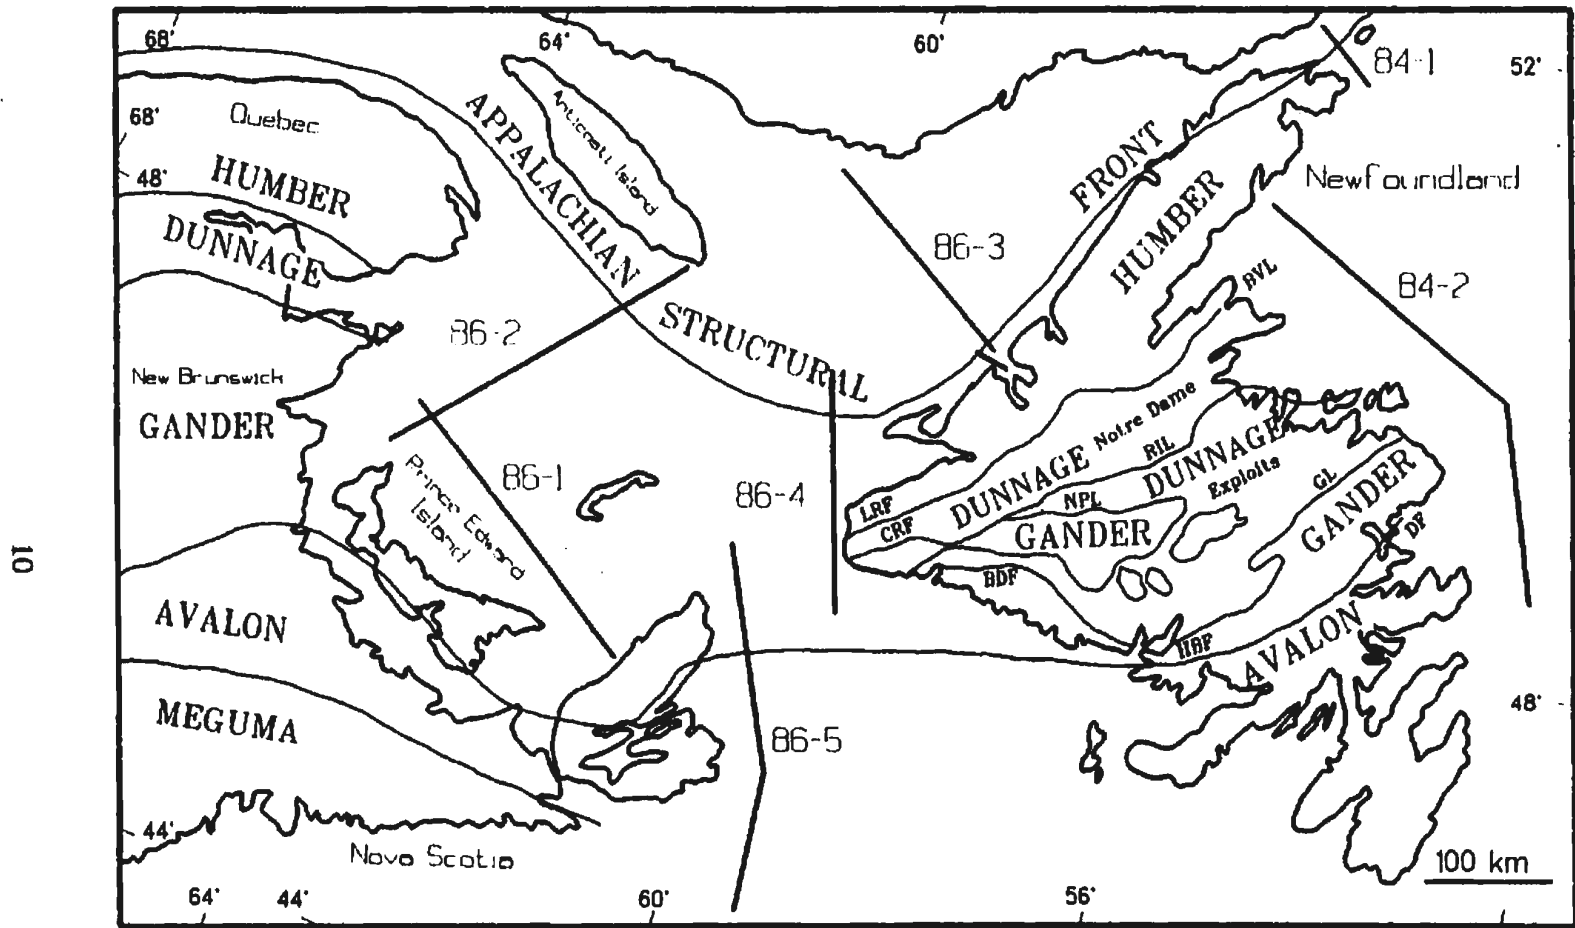 68'
64'
60'
84-1
52'
68'
Quebec
Anticosti Island
APPALACHIAN
FRONT
48'
HUMBER
Newfoundland
DUNNAGE
HUMBER
86-3
BVL
84-2
86-2
STRUCTURAL
New Brunswick
GANDER
Notre Dame
DUNNAGE
RIL
DUNNAGE
Prince Edward
Island
86-1
86-4
NPL
Exploits
GL
GANDER
LRF
CRF
GANDER
DF
BDF
10
AVALON
HBF
AVALON
MEGUMA
86-5
48'
44'
Nova Scotia
100 km
64'
44'
60'
56'